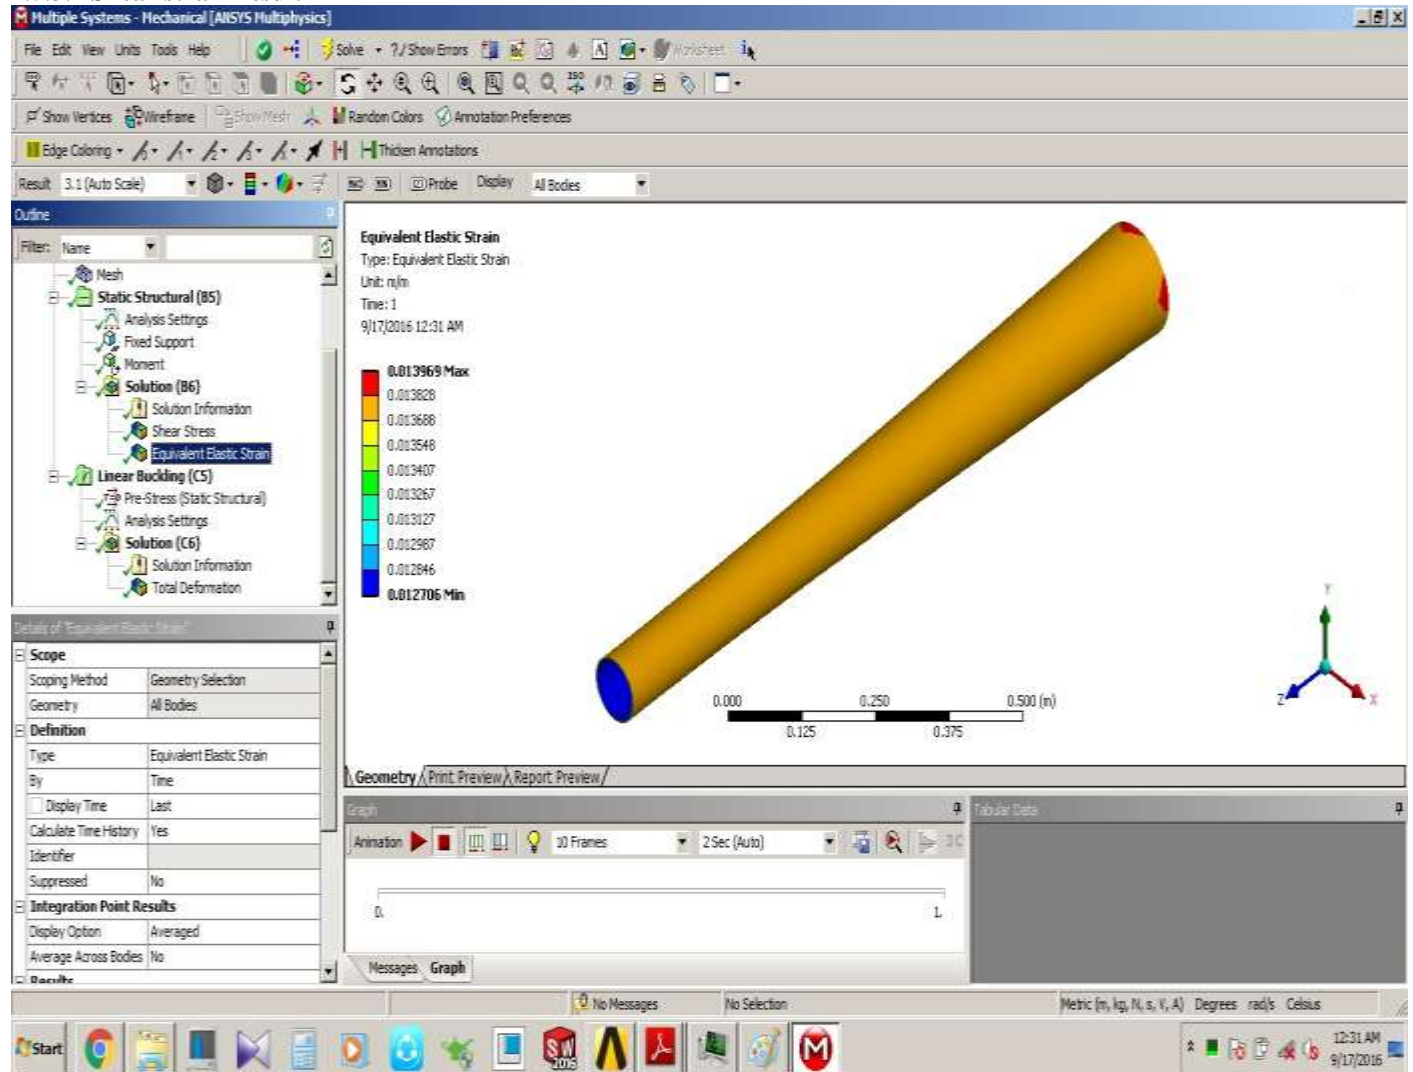 Multiple Systems - Mechanical [ANSYS Multiphysics]
File Edit View Units Tools Help Solve ?/ Show Errors Worksheet
Show Vertices Wireframe Show Mesh Random Colors Annotation Preferences
Edge Coloring Thicken Annotations
Result 3.1 (Auto Scale) Probe Display All Bodies
Outline
Filter: Name
Mesh
Static Structural (B5)
Analysis Settings
Fixed Support
Moment
Solution (B6)
Solution Information
Shear Stress
Equivalent Elastic Strain
Linear Buckling (C5)
Pre-Stress (Static Structural)
Analysis Settings
Solution (C6)
Solution Information
Total Deformation
Equivalent Elastic Strain
Type: Equivalent Elastic Strain
Unit: m/m
Time: 1
9/17/2016 12:31 AM
0.013969 Max
0.013828
0.013688
0.013548
0.013407
0.013267
0.013127
0.012987
0.012846
0.012706 Min
0.000 0.250 0.500 (m)
0.125 0.375
Y
Z X
Geometry Print Preview Report Preview
Details of "Equivalent Elastic Strain"
Scope
Scoping Method Geometry Selection
Geometry All Bodies
Definition
Type Equivalent Elastic Strain
By Time
Display Time Last
Calculate Time History Yes
Identifier
Suppressed No
Integration Point Results
Display Option Averaged
Average Across Bodies No
Results
Graph
Animation 10 Frames 2 Sec (Auto)
0. 1.
Messages Graph
Tabular Data
No Messages No Selection Metric (m, kg, N, s, V, A) Degrees rad/s Celsius
Start
SW
2016
M
12:31 AM
9/17/2016